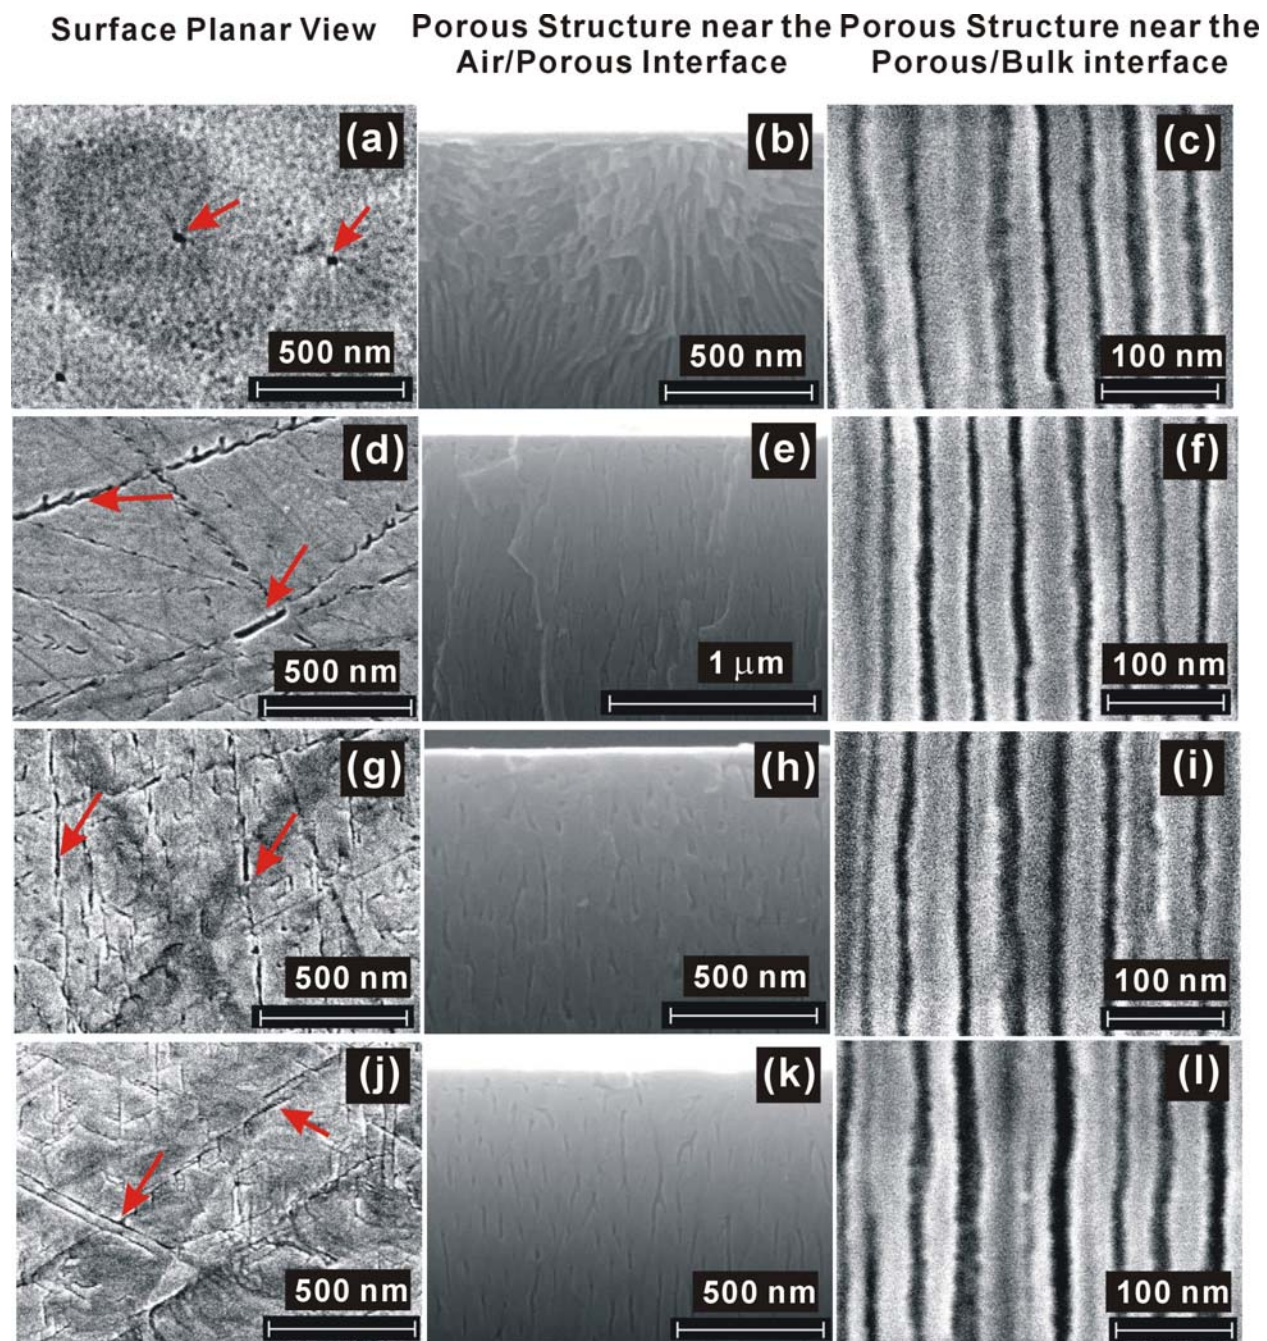 Surface Planar View
Porous Structure near the
Air/Porous Interface
Porous Structure near the
Porous/Bulk interface
(a)
500 nm
(b)
500 nm
(c)
100 nm
(d)
500 nm
(e)
1 μm
(f)
100 nm
(g)
500 nm
(h)
500 nm
(i)
100 nm
(j)
500 nm
(k)
500 nm
(l)
100 nm